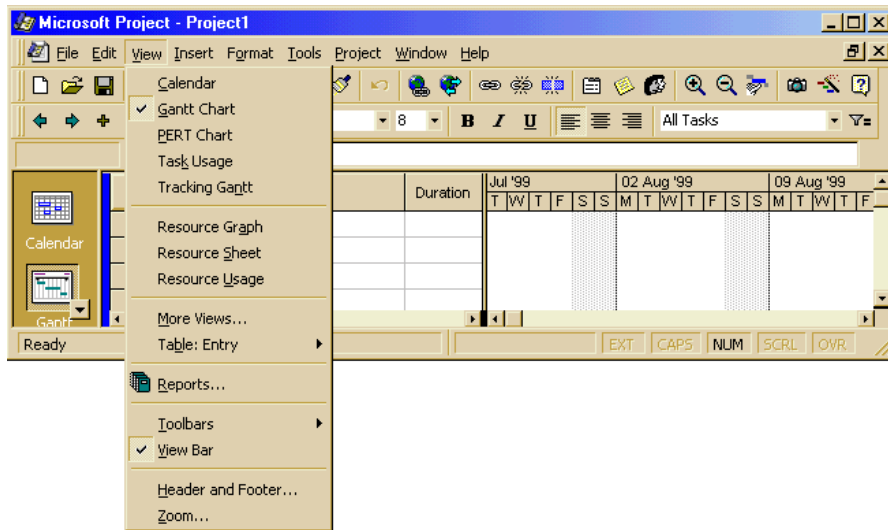 Microsoft Project - Project1
File Edit View Insert Format Tools Project Window Help
8 B I U All Tasks
Calendar
Gantt Chart
PERT Chart
Task Usage
Tracking Gantt
Resource Graph
Resource Sheet
Resource Usage
More Views...
Table: Entry
Reports...
Toolbars
View Bar
Header and Footer...
Zoom...
Duration
Jul '99 02 Aug '99 09 Aug '99
T W T F S S M T W T F S S M T W T F
Calendar
Gantt
Ready EXT CAPS NUM SCRL OVR